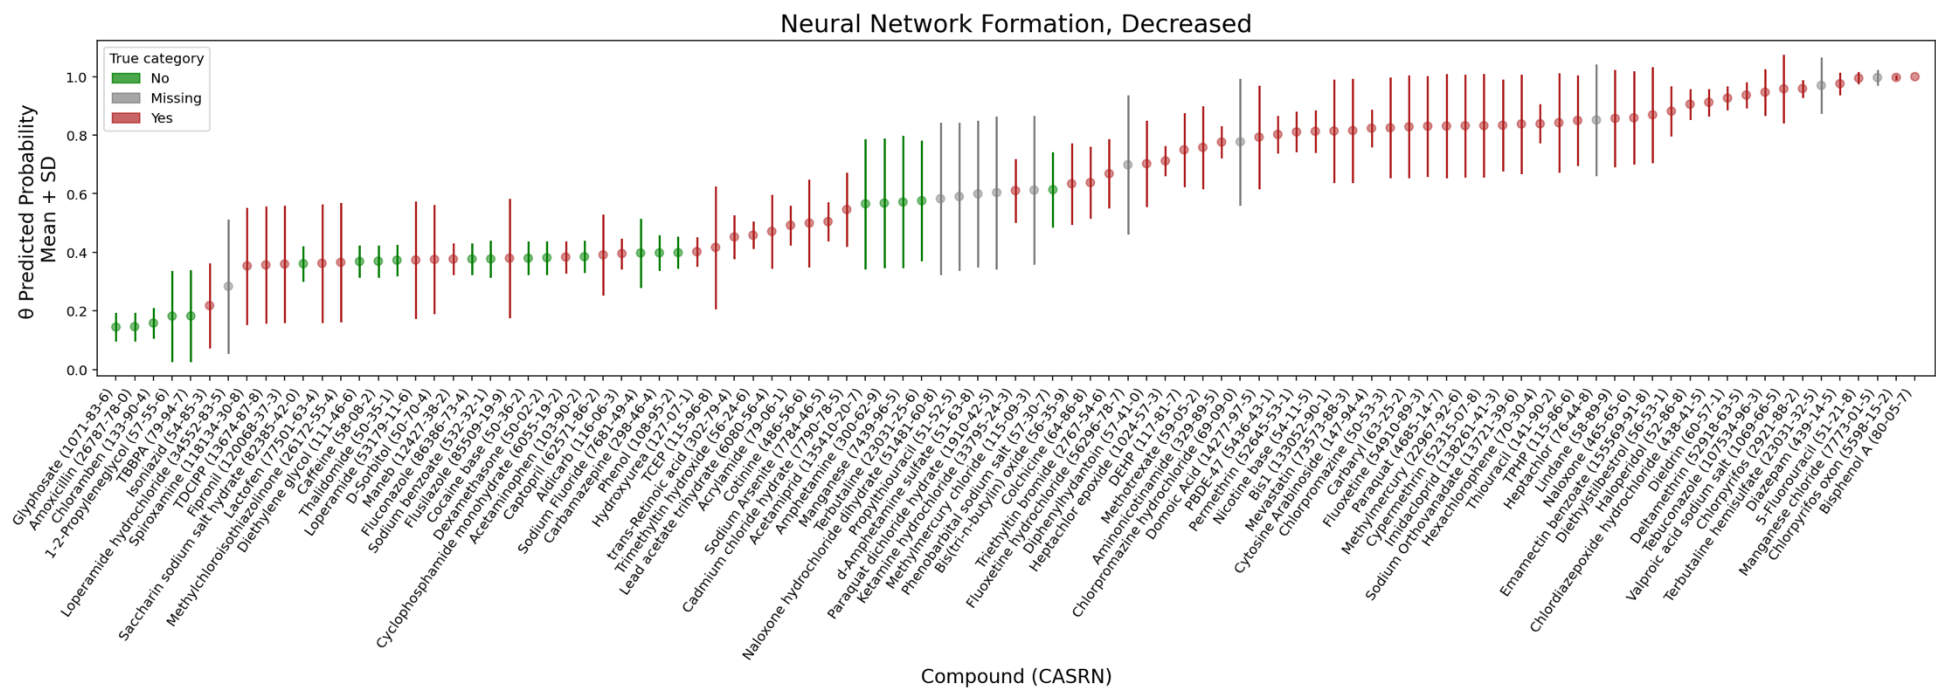 Neural Network Formation, Decreased
θ Predicted Probability
Mean + SD
True category
No
Missing
Yes
1.0
0.8
0.6
0.4
0.2
0.0
Glyphosate (1071-83-6)
Amoxicillin (26787-78-0)
Chloramben (133-90-4)
1-2-Propyleneglycol (57-55-6)
TBBPA (79-94-7)
Isoniazid (54-85-3)
Loperamide hydrochloride (34552-83-5)
Spiroxamine (118134-30-8)
TDCIPP (13674-87-8)
Fipronil (120068-37-3)
Saccharin sodium salt hydrate (82385-42-0)
Lactofen (77501-63-4)
Methylchloroisothiazolinone (26172-55-4)
Diethylene glycol (111-46-6)
Caffeine (58-08-2)
Thalidomide (50-35-1)
Loperamide (53179-11-6)
D-Sorbitol (50-70-4)
Maneb (12427-38-2)
Fluconazole (86386-73-4)
Sodium benzoate (532-32-1)
Flusilazole (85509-19-9)
Cocaine base (50-36-2)
Dexamethasone (50-02-2)
Cyclophosphamide monohydrate (6055-19-2)
Acetaminophen (103-90-2)
Captopril (62571-86-2)
Aldicarb (116-06-3)
Sodium Fluoride (7681-49-4)
Carbamazepine (298-46-4)
Phenol (108-95-2)
Hydroxyurea (127-07-1)
TCEP (115-96-8)
trans-Retinoic acid (302-79-4)
Trimethyltin hydroxide (56-24-6)
Lead acetate trihydrate (6080-56-4)
Acrylamide (79-06-1)
Cotinine (486-56-6)
Sodium Arsenite (7784-46-5)
Cadmium chloride hydrate (7790-78-5)
Acetamiprid (135410-20-7)
Amphetamine (300-62-9)
Manganese (7439-96-5)
Terbutaline (23031-25-6)
Naloxone hydrochloride dihydrate (51481-60-8)
Propylthiouracil (51-52-5)
d-Amphetamine sulfate (51-63-8)
Paraquat dichloride hydrate (1910-42-5)
Ketamine hydrochloride (33795-24-3)
Methylmercury chloride (115-09-3)
Phenobarbital sodium salt (57-30-7)
Bis(tri-n-butyltin) oxide (56-35-9)
Colchicine (64-86-8)
Triethyltin bromide (2767-54-6)
Fluoxetine hydrochloride (56296-78-7)
Diphenylhydantoin (57-41-0)
Heptachlor epoxide (1024-57-3)
DEHP (117-81-7)
Methotrexate (59-05-2)
Aminonicotinamide (329-89-5)
Chlorpromazine hydrochloride (69-09-0)
Domoic Acid (14277-97-5)
PBDE-47 (5436-43-1)
Permethrin (52645-53-1)
Nicotine base (54-11-5)
Bis1 (133052-90-1)
Mevastatin (73573-88-3)
Cytosine Arabinoside (147-94-4)
Chlorpromazine (50-53-3)
Carbaryl (63-25-2)
Fluoxetine (54910-89-3)
Paraquat (4685-14-7)
Methylmercury (22967-92-6)
Cypermethrin (52315-07-8)
Imidacloprid (138261-41-3)
Sodium Orthovanadate (13721-39-6)
Hexachlorophene (70-30-4)
Thiouracil (141-90-2)
TPHP (115-86-6)
Heptachlor (76-44-8)
Lindane (58-89-9)
Naloxone (465-65-6)
Emamectin benzoate (155569-91-8)
Diethylstilbestrol (56-53-1)
Haloperidol (52-86-8)
Chlordiazepoxide hydrochloride (438-41-5)
Dieldrin (60-57-1)
Deltamethrin (52918-63-5)
Tebuconazole (107534-96-3)
Valproic acid sodium salt (1069-66-5)
Chlorpyrifos (2921-88-2)
Terbutaline hemisulfate (23031-32-5)
Diazepam (439-14-5)
5-Fluorouracil (51-21-8)
Manganese chloride (7773-01-5)
Chlorpyrifos oxon (5598-15-2)
Bisphenol A (80-05-7)
Compound (CASRN)